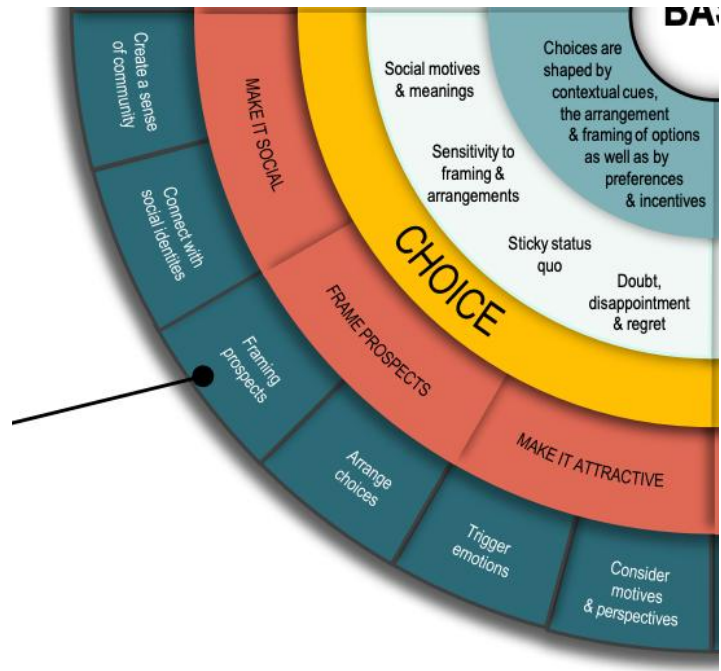 BAS
Choices are
shaped by
contextual cues,
the arrangement
& framing of options
as well as by
preferences
& incentives
Social motives
& meanings
Sensitivity to
framing &
arrangements
Sticky status
quo
Doubt,
disappointment
& regret
CHOICE
MAKE IT SOCIAL
FRAME PROSPECTS
MAKE IT ATTRACTIVE
Create a sense
of community
Connect with
social identites
Framing
prospects
Arrange
choices
Trigger
emotions
Consider
motives
& perspectives